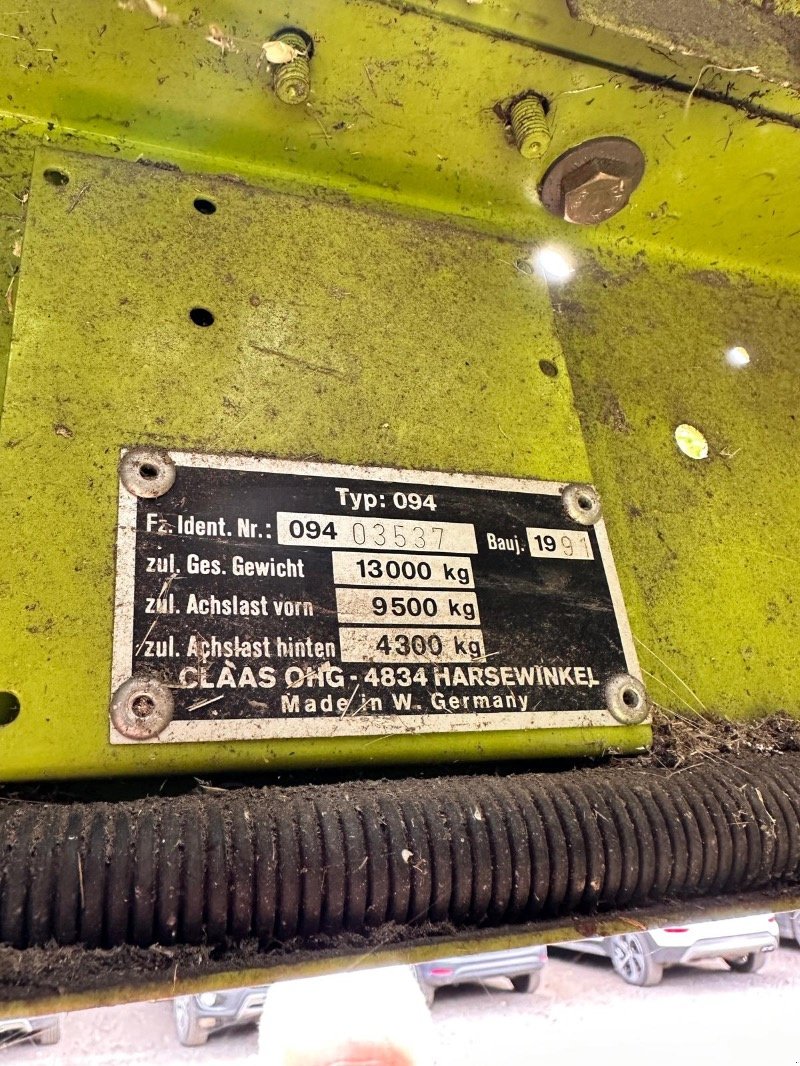 Typ: 094
Fz. Ident. Nr.: 094 03537 Bauj. 1991
zul. Ges. Gewicht 13000 kg
zul. Achslast vorn 9500 kg
zul. Achslast hinten 4300 kg
CLAAS OHG - 4834 HARSEWINKEL
Made in W. Germany